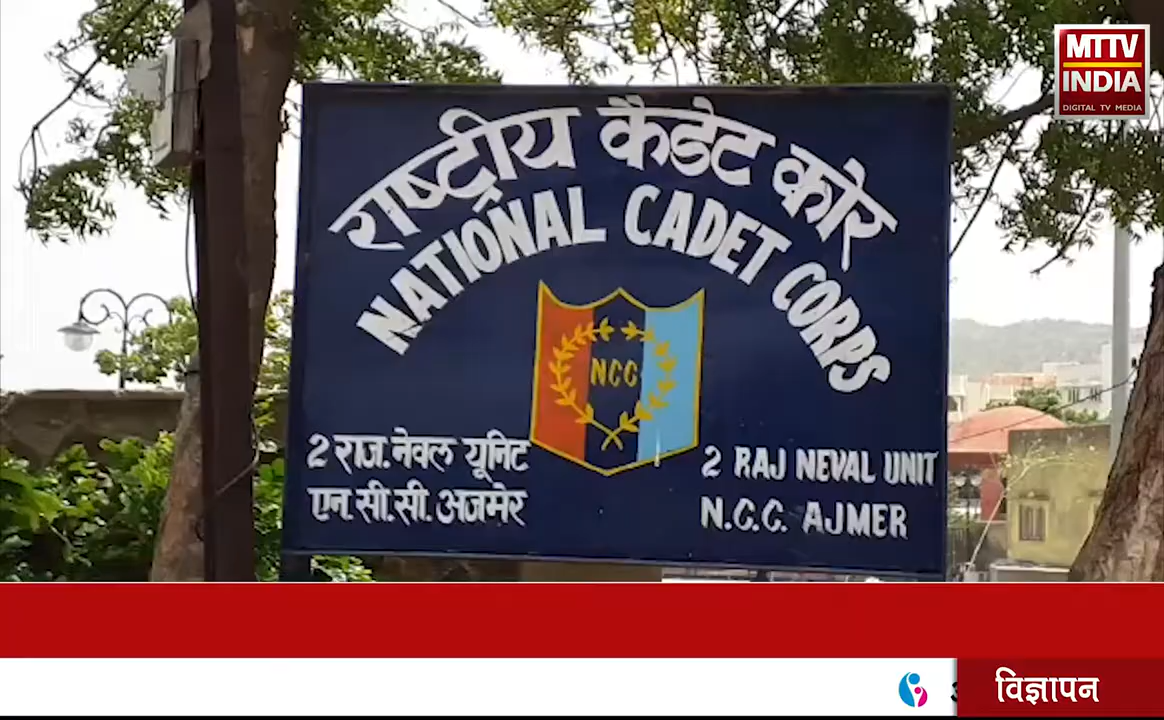 MTTV
INDIA
DIGITAL TV MEDIA
राष्ट्रीय कैडेट कोर
NATIONAL CADET CORPS
NCC
2 राज. नेवल यूनिट
एन. सी. सी. अजमेर
2 RAJ NEVAL UNIT
N.C.C. AJMER
विज्ञापन